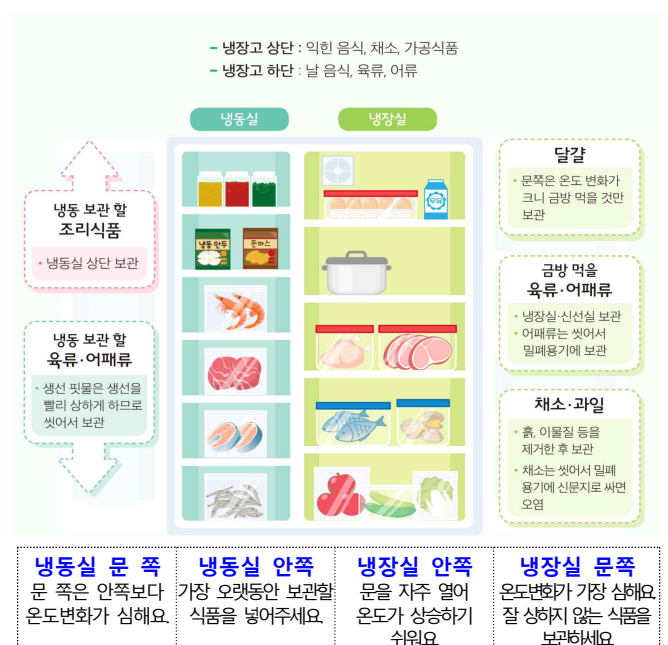 – 냉장고 상단 : 익힌 음식, 채소, 가공식품
– 냉장고 하단 : 날 음식, 육류, 어류
냉동실
냉장실
냉동 보관 할
조리식품
• 냉동실 상단 보관
냉동 보관 할
육류·어패류
• 생선 핏물은 생선을
빨리 상하게 하므로
씻어서 보관
냉동만두
돈까스
우유
달걀
• 문쪽은 온도 변화가
크니 금방 먹을 것만
보관
금방 먹을
육류·어패류
• 냉장실·신선실 보관
• 어패류는 씻어서
밀폐용기에 보관
채소·과일
• 흙, 이물질 등을
제거한 후 보관
• 채소는 씻어서 밀폐
용기에 신문지로 싸면
오염
냉동실 문 쪽
문 쪽은 안쪽보다
온도변화가 심해요.
냉동실 안쪽
가장 오랫동안 보관할
식품을 넣어주세요.
냉장실 안쪽
문을 자주 열어
온도가 상승하기
쉬워요.
냉장실 문쪽
온도변화가 가장 심해요.
잘 상하지 않는 식품을
보관하세요.